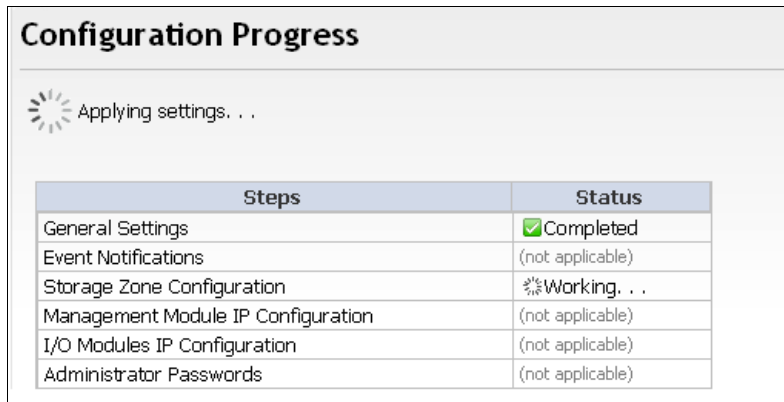 Configuration Progress
Applying settings. . .
Steps Status
General Settings Completed
Event Notifications (not applicable)
Storage Zone Configuration Working. . .
Management Module IP Configuration (not applicable)
I/O Modules IP Configuration (not applicable)
Administrator Passwords (not applicable)